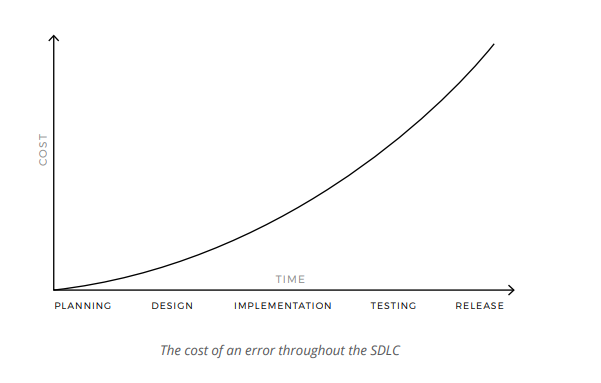 COST
TIME
PLANNING DESIGN IMPLEMENTATION TESTING RELEASE
The cost of an error throughout the SDLC